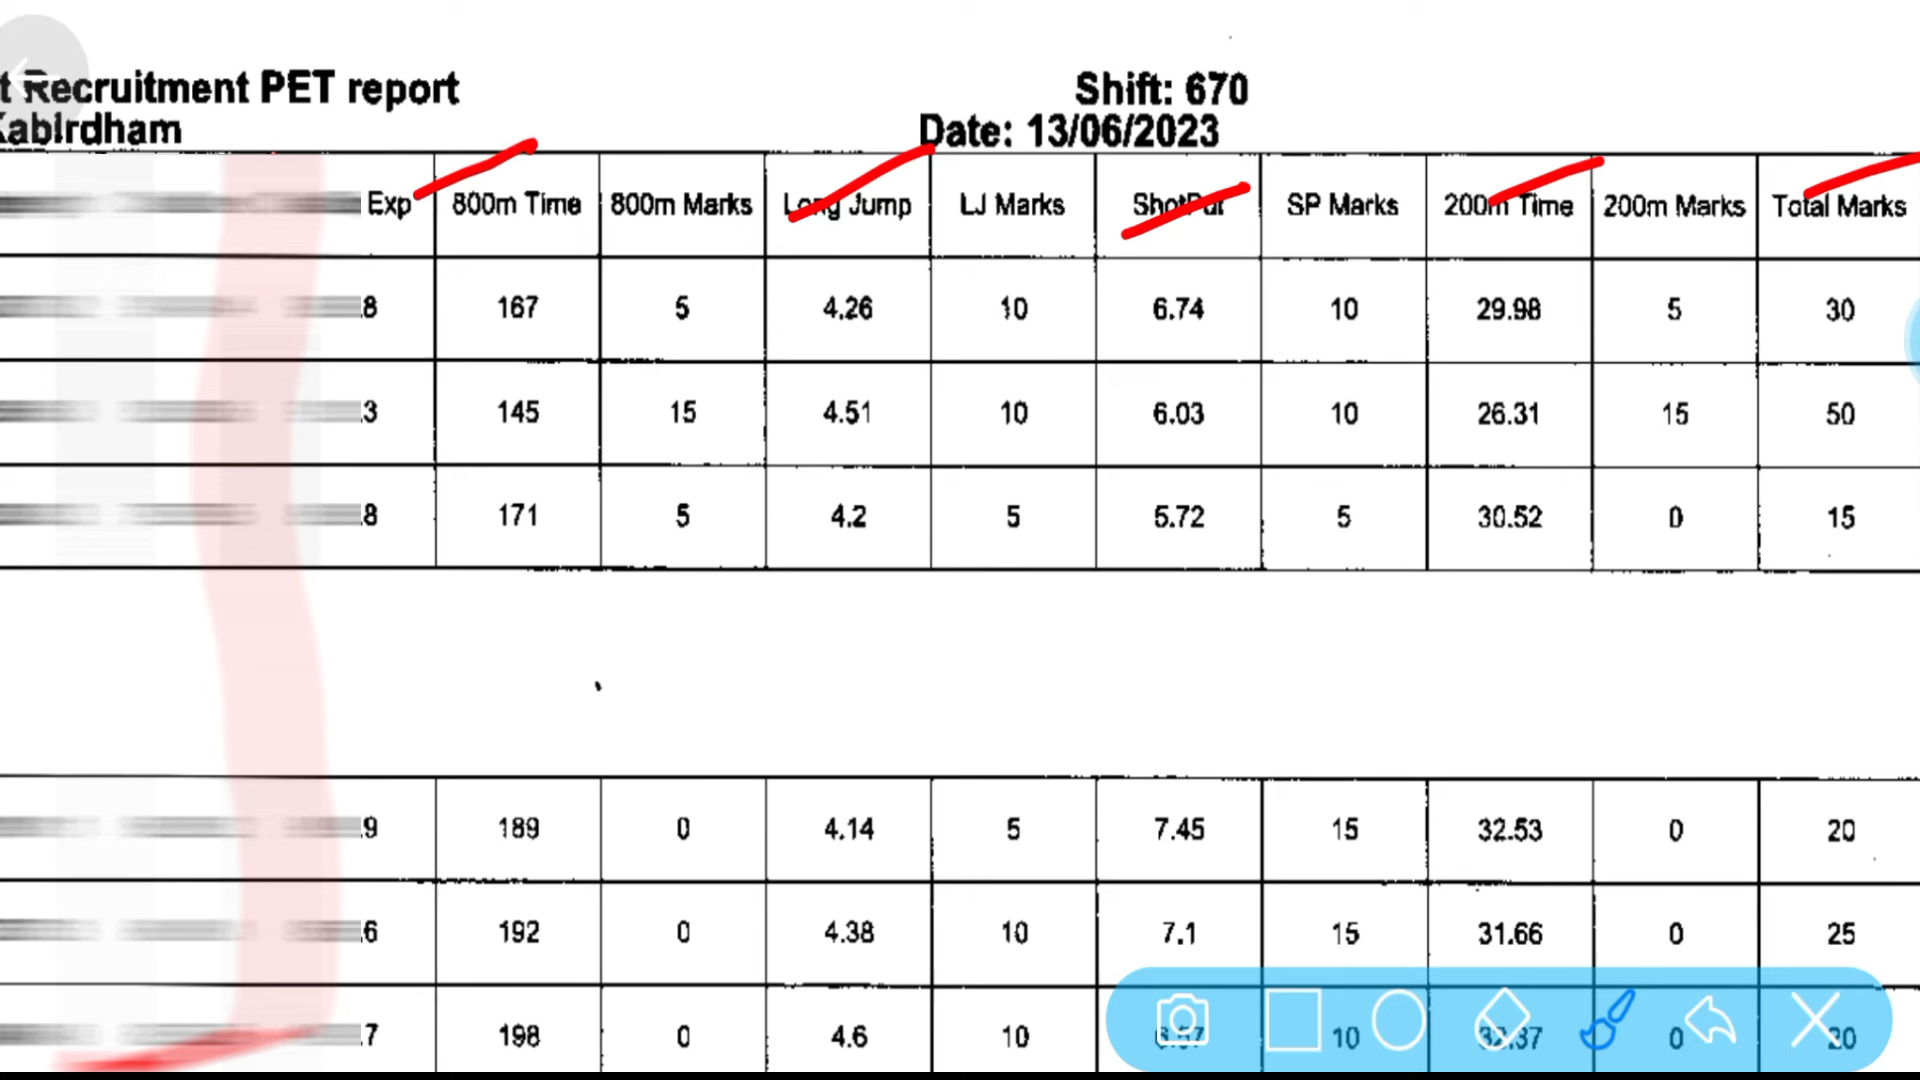 t Recruitment PET report Shift: 670
Kabirdham Date: 13/06/2023
Exp 800m Time 800m Marks Long Jump LJ Marks ShotPut SP Marks 200m Time 200m Marks Total Marks
.8 167 5 4.26 10 6.74 10 29.98 5 30
.3 145 15 4.51 10 6.03 10 26.31 15 50
.8 171 5 4.2 5 5.72 5 30.52 0 15
.9 189 0 4.14 5 7.45 15 32.53 0 20
.6 192 0 4.38 10 7.1 15 31.66 0 25
.7 198 0 4.6 10 10 0 20